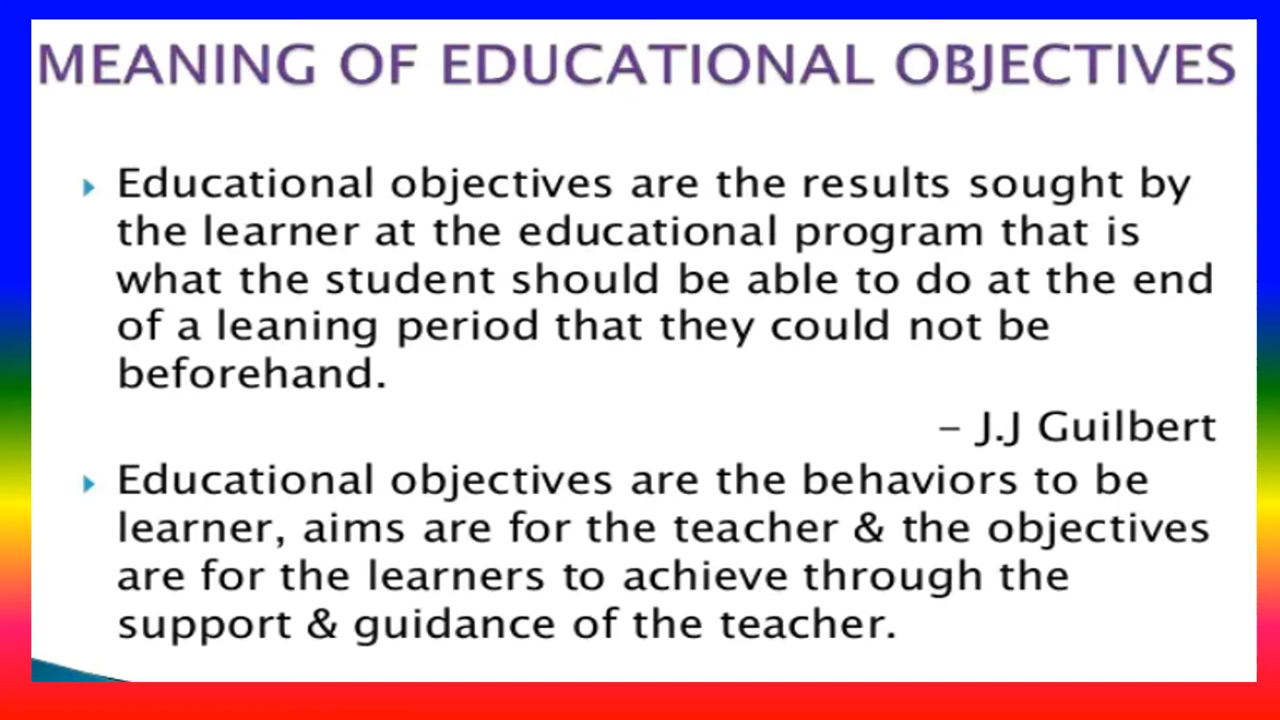 MEANING OF EDUCATIONAL OBJECTIVES
Educational objectives are the results sought by
the learner at the educational program that is
what the student should be able to do at the end
of a leaning period that they could not be
beforehand.
– J.J Guilbert
Educational objectives are the behaviors to be
learner, aims are for the teacher & the objectives
are for the learners to achieve through the
support & guidance of the teacher.